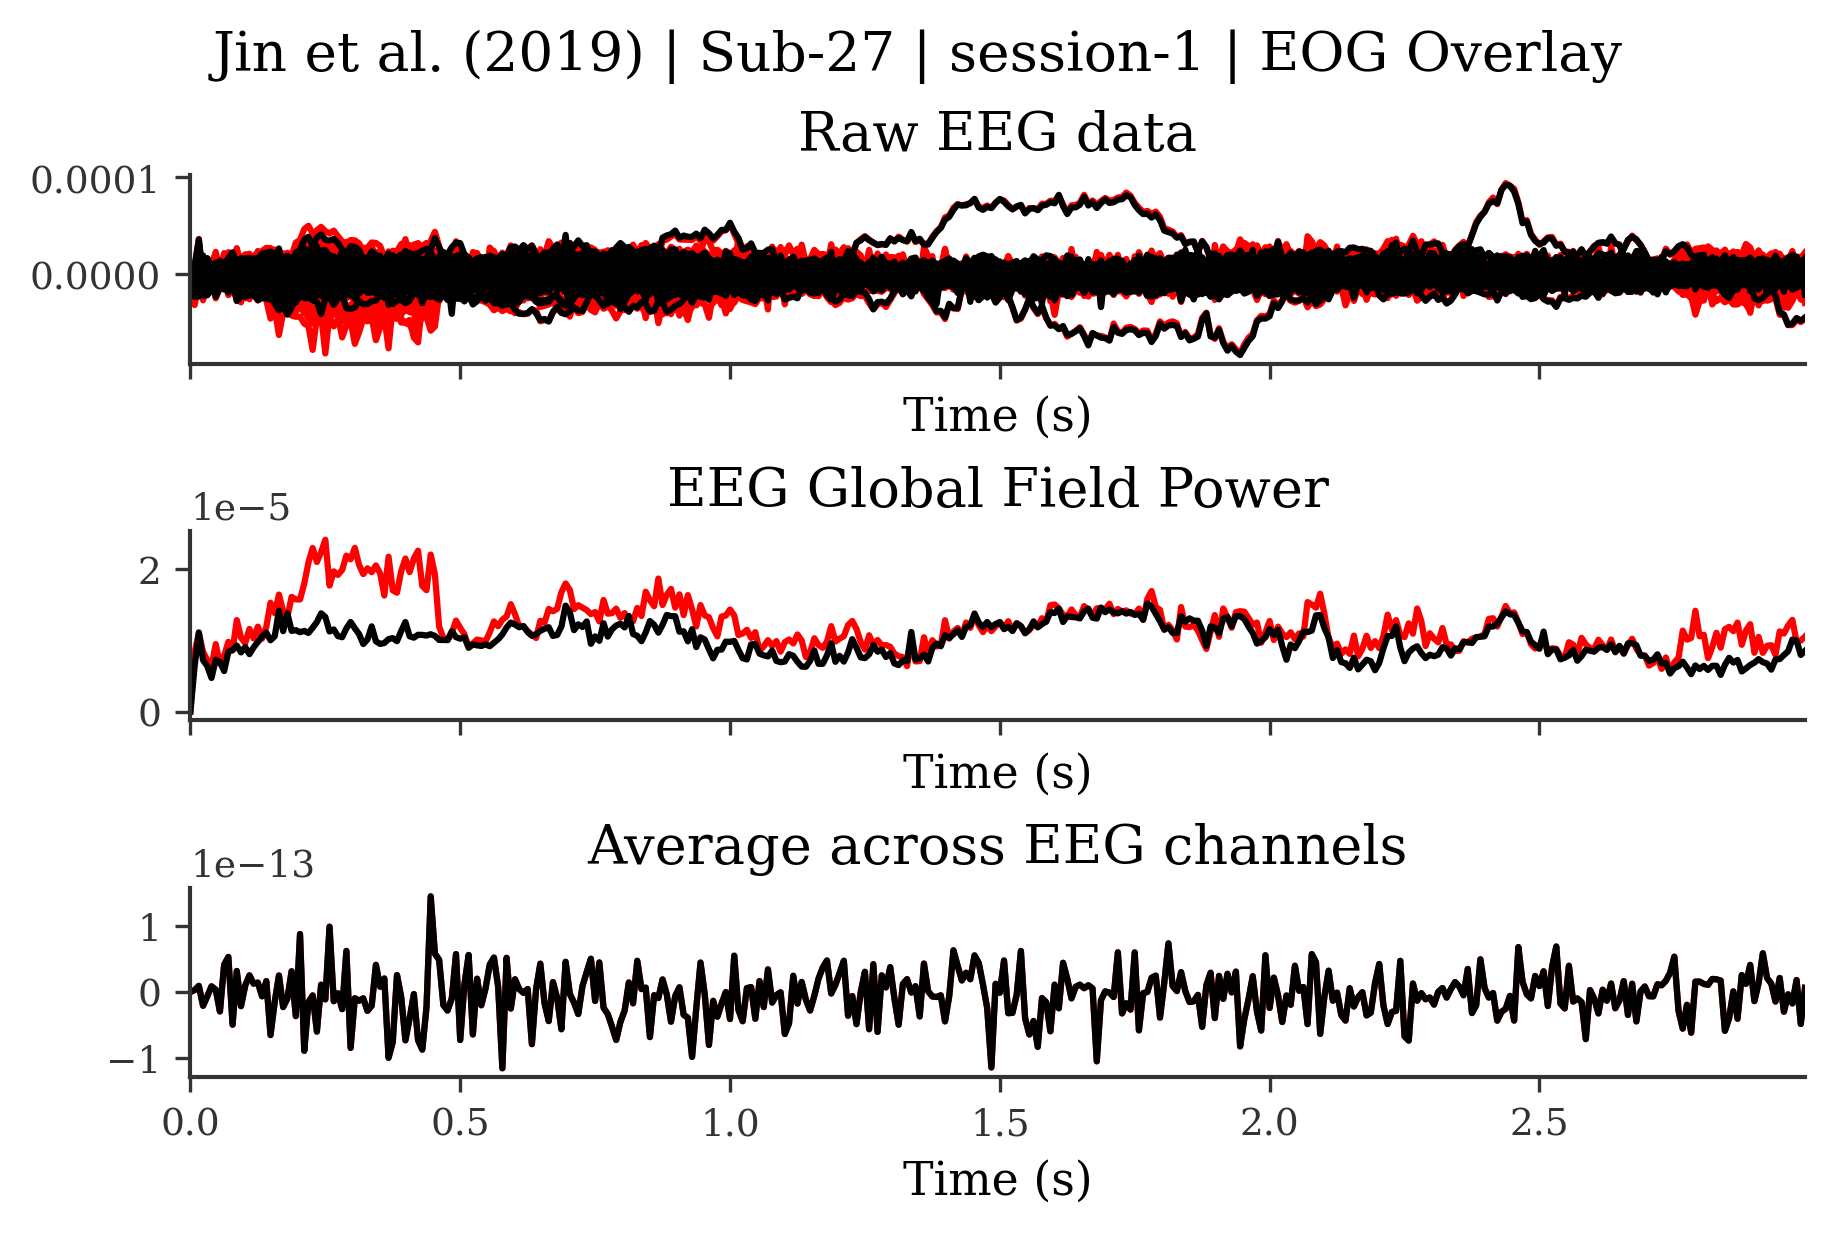 Jin et al. (2019) | Sub-27 | session-1 | EOG Overlay
Raw EEG data
0.0001
0.0000
Time (s)
EEG Global Field Power
1e−5
2
0
Time (s)
Average across EEG channels
1e−13
1
0
−1
0.0 0.5 1.0 1.5 2.0 2.5
Time (s)